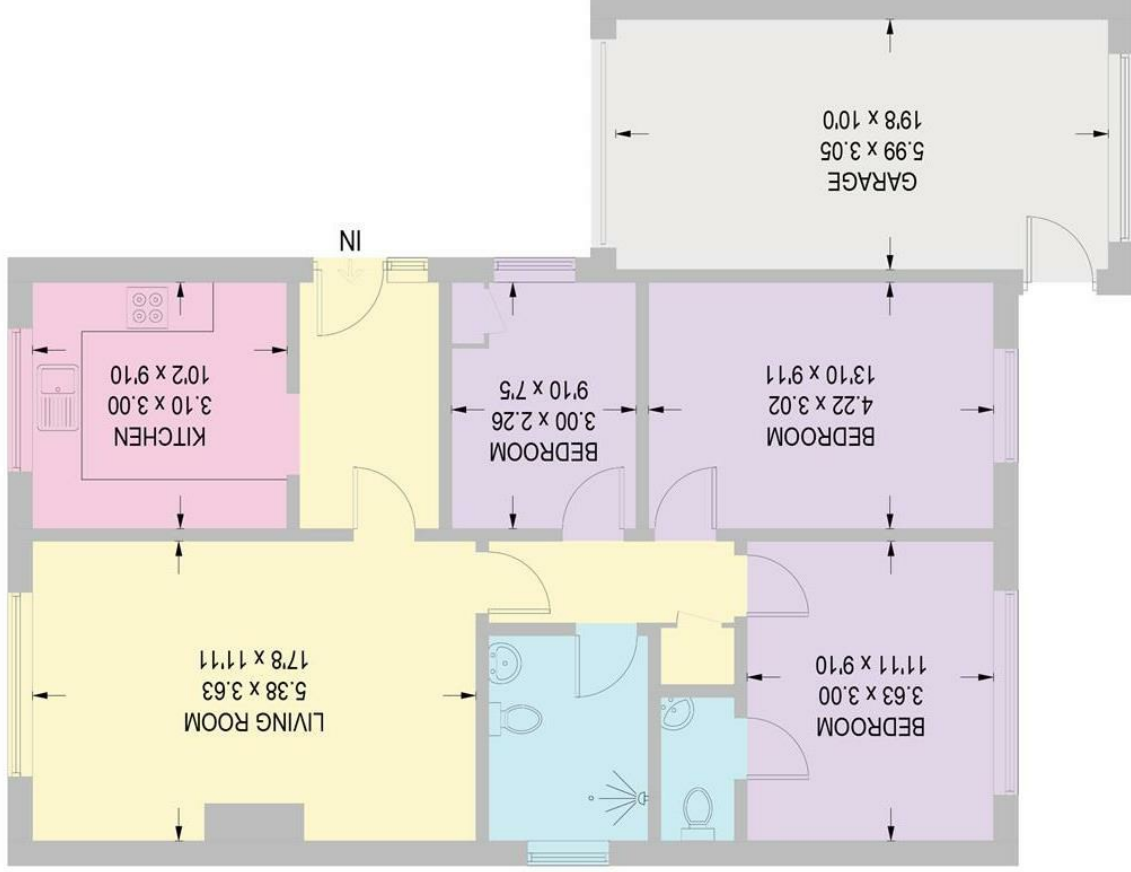 BEDROOM
3.63 x 3.00
11'11 x 9'10
LIVING ROOM
5.38 x 3.63
17'8 x 11'11
BEDROOM
4.22 x 3.02
13'10 x 9'11
BEDROOM
3.00 x 2.26
9'10 x 7'5
KITCHEN
3.10 x 3.00
10'2 x 9'10
IN
GARAGE
5.99 x 3.05
19'8 x 10'0